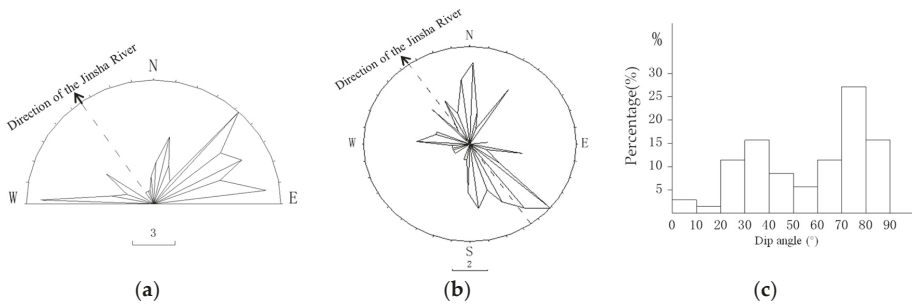 Direction of the Jinsha River
N
W
E
3
(a)
Direction of the Jinsha River
N
W
E
S
2
(b)
%
Percentage(%)
30
25
20
15
10
5
0 10 20 30 40 50 60 70 80 90
Dip angle (°)
(c)